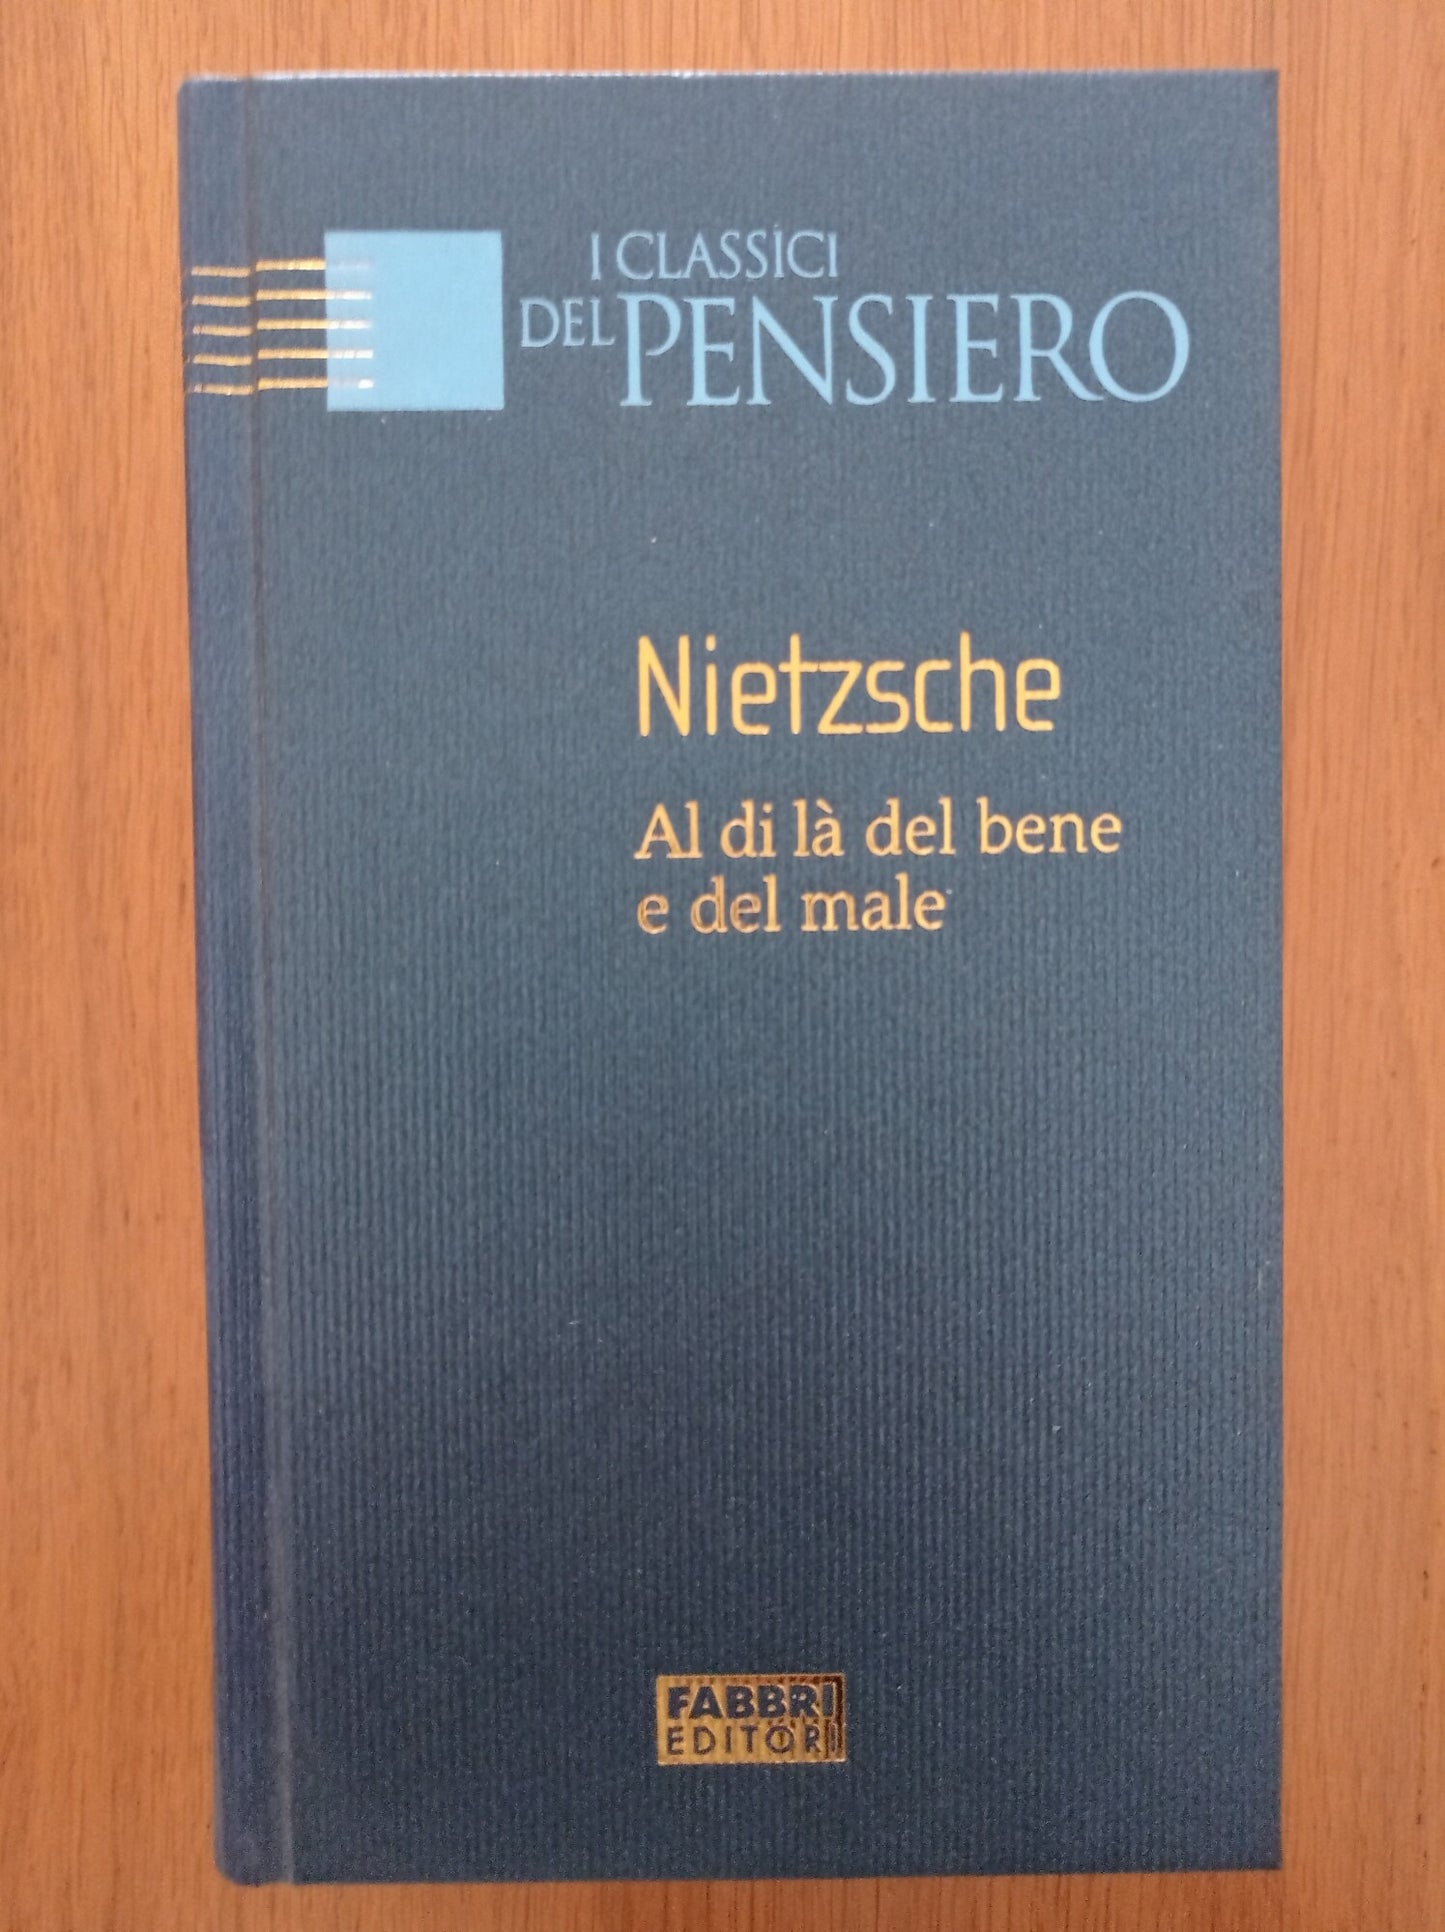 I CLASSICI
DEL PENSIERO
Nietzsche
Al di là del bene
e del male
FABBRI
EDITORI